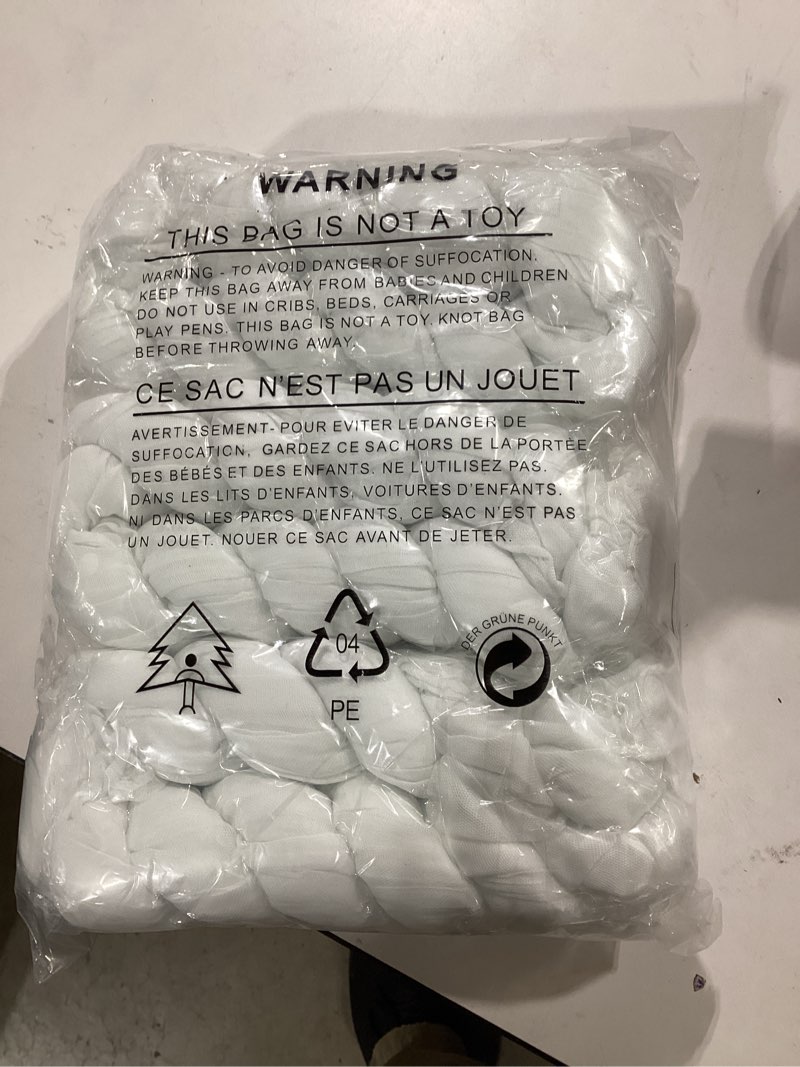 WARNING
THIS BAG IS NOT A TOY
WARNING - TO AVOID DANGER OF SUFFOCATION.
KEEP THIS BAG AWAY FROM BABIES AND CHILDREN
DO NOT USE IN CRIBS, BEDS, CARRIAGES OR
PLAY PENS. THIS BAG IS NOT A TOY. KNOT BAG
BEFORE THROWING AWAY.
CE SAC N'EST PAS UN JOUET
AVERTISSEMENT- POUR EVITER LE DANGER DE
SUFFOCATION, GARDEZ CE SAC HORS DE LA PORTÉE
DES BÉBÉS ET DES ENFANTS. NE L'UTILISEZ PAS.
DANS LES LITS D'ENFANTS, VOITURES D'ENFANTS.
NI DANS LES PARCS D'ENFANTS, CE SAC N'EST PAS
UN JOUET. NOUER CE SAC AVANT DE JETER.
04
PE
DER GRÜNE PUNKT